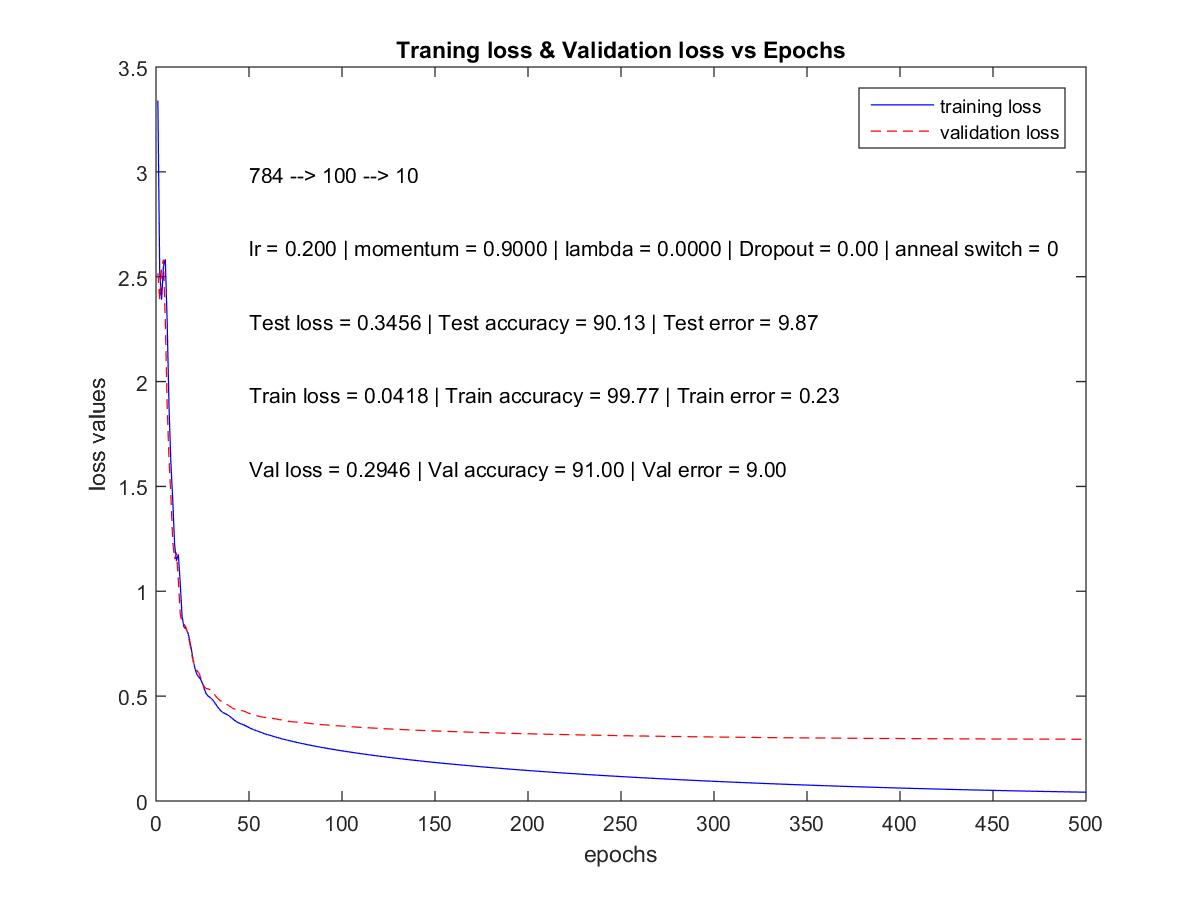 Traning loss & Validation loss vs Epochs
3.5
3
2.5
2
1.5
1
0.5
0
loss values
training loss
validation loss
784 --> 100 --> 10
lr = 0.200 | momentum = 0.9000 | lambda = 0.0000 | Dropout = 0.00 | anneal switch = 0
Test loss = 0.3456 | Test accuracy = 90.13 | Test error = 9.87
Train loss = 0.0418 | Train accuracy = 99.77 | Train error = 0.23
Val loss = 0.2946 | Val accuracy = 91.00 | Val error = 9.00
0 50 100 150 200 250 300 350 400 450 500
epochs